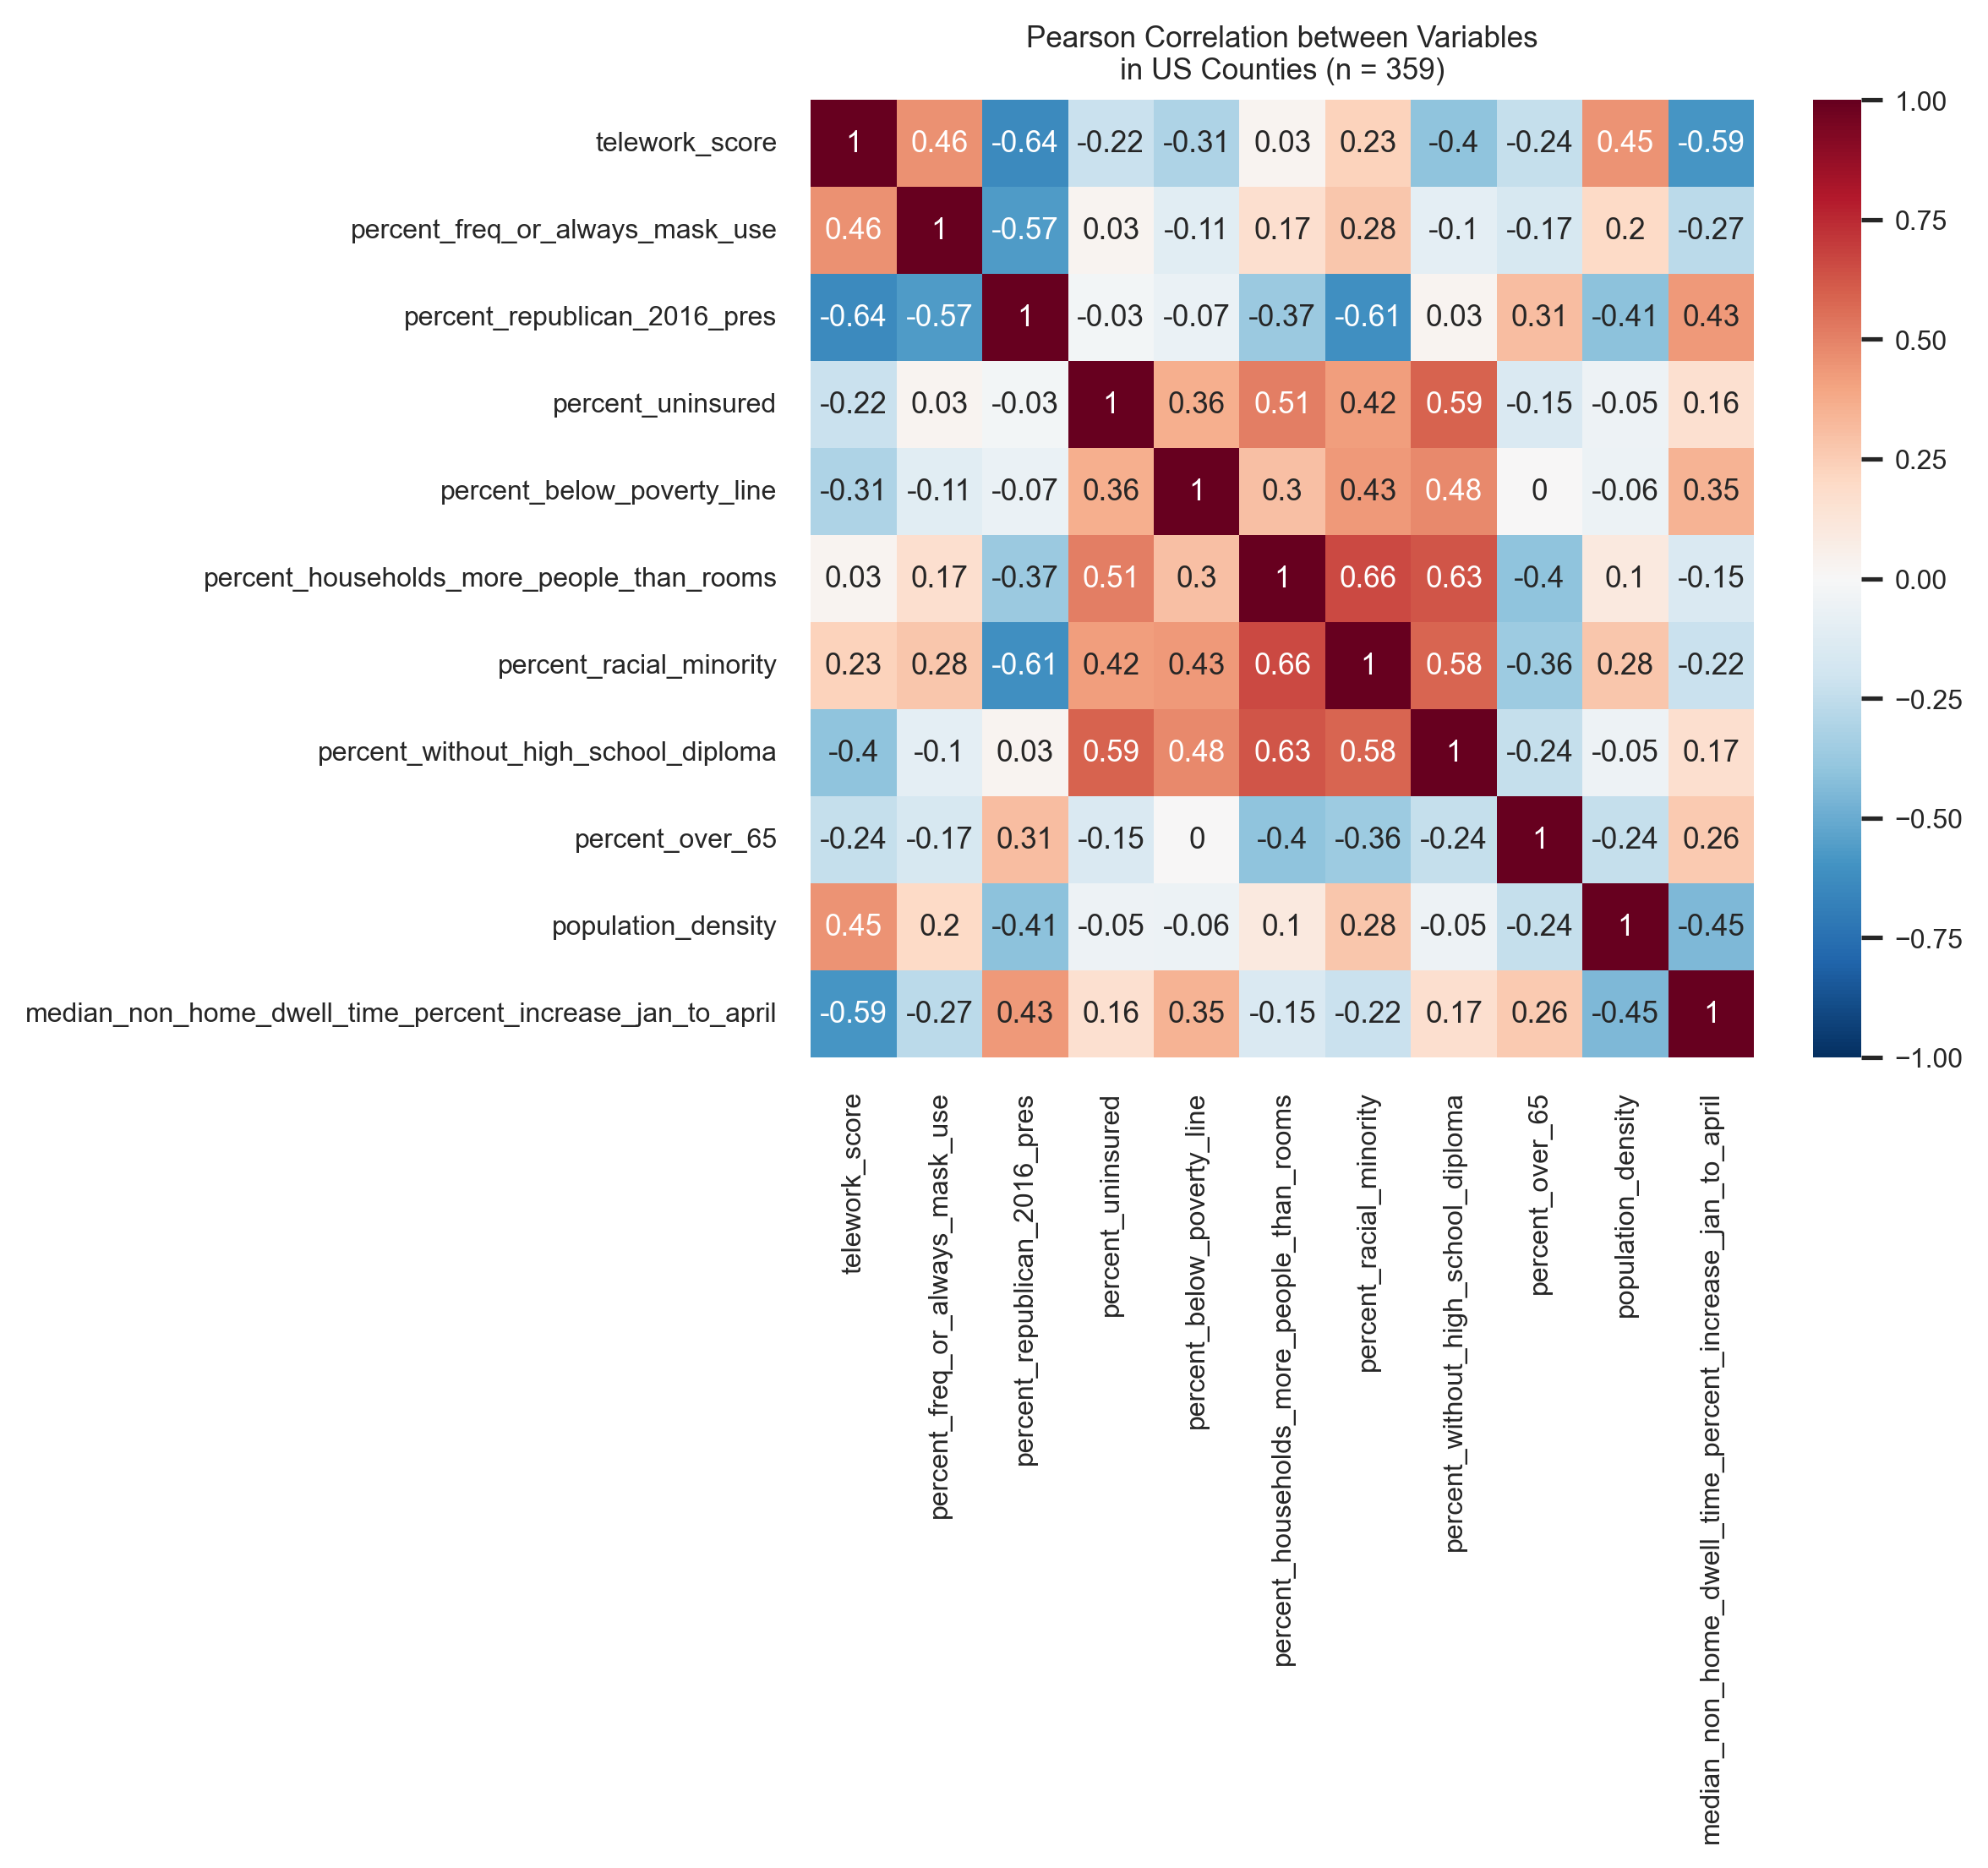 Pearson Correlation between Variables
in US Counties (n = 359)
telework_score 1 0.46 -0.64 -0.22 -0.31 0.03 0.23 -0.4 -0.24 0.45 -0.59
percent_freq_or_always_mask_use 0.46 1 -0.57 0.03 -0.11 0.17 0.28 -0.1 -0.17 0.2 -0.27
percent_republican_2016_pres -0.64 -0.57 1 -0.03 -0.07 -0.37 -0.61 0.03 0.31 -0.41 0.43
percent_uninsured -0.22 0.03 -0.03 1 0.36 0.51 0.42 0.59 -0.15 -0.05 0.16
percent_below_poverty_line -0.31 -0.11 -0.07 0.36 1 0.3 0.43 0.48 0 -0.06 0.35
percent_households_more_people_than_rooms 0.03 0.17 -0.37 0.51 0.3 1 0.66 0.63 -0.4 0.1 -0.15
percent_racial_minority 0.23 0.28 -0.61 0.42 0.43 0.66 1 0.58 -0.36 0.28 -0.22
percent_without_high_school_diploma -0.4 -0.1 0.03 0.59 0.48 0.63 0.58 1 -0.24 -0.05 0.17
percent_over_65 -0.24 -0.17 0.31 -0.15 0 -0.4 -0.36 -0.24 1 -0.24 0.26
population_density 0.45 0.2 -0.41 -0.05 -0.06 0.1 0.28 -0.05 -0.24 1 -0.45
median_non_home_dwell_time_percent_increase_jan_to_april -0.59 -0.27 0.43 0.16 0.35 -0.15 -0.22 0.17 0.26 -0.45 1
telework_score
percent_freq_or_always_mask_use
percent_republican_2016_pres
percent_uninsured
percent_below_poverty_line
percent_households_more_people_than_rooms
percent_racial_minority
percent_without_high_school_diploma
percent_over_65
population_density
median_non_home_dwell_time_percent_increase_jan_to_april
1.00
0.75
0.50
0.25
0.00
−0.25
−0.50
−0.75
−1.00